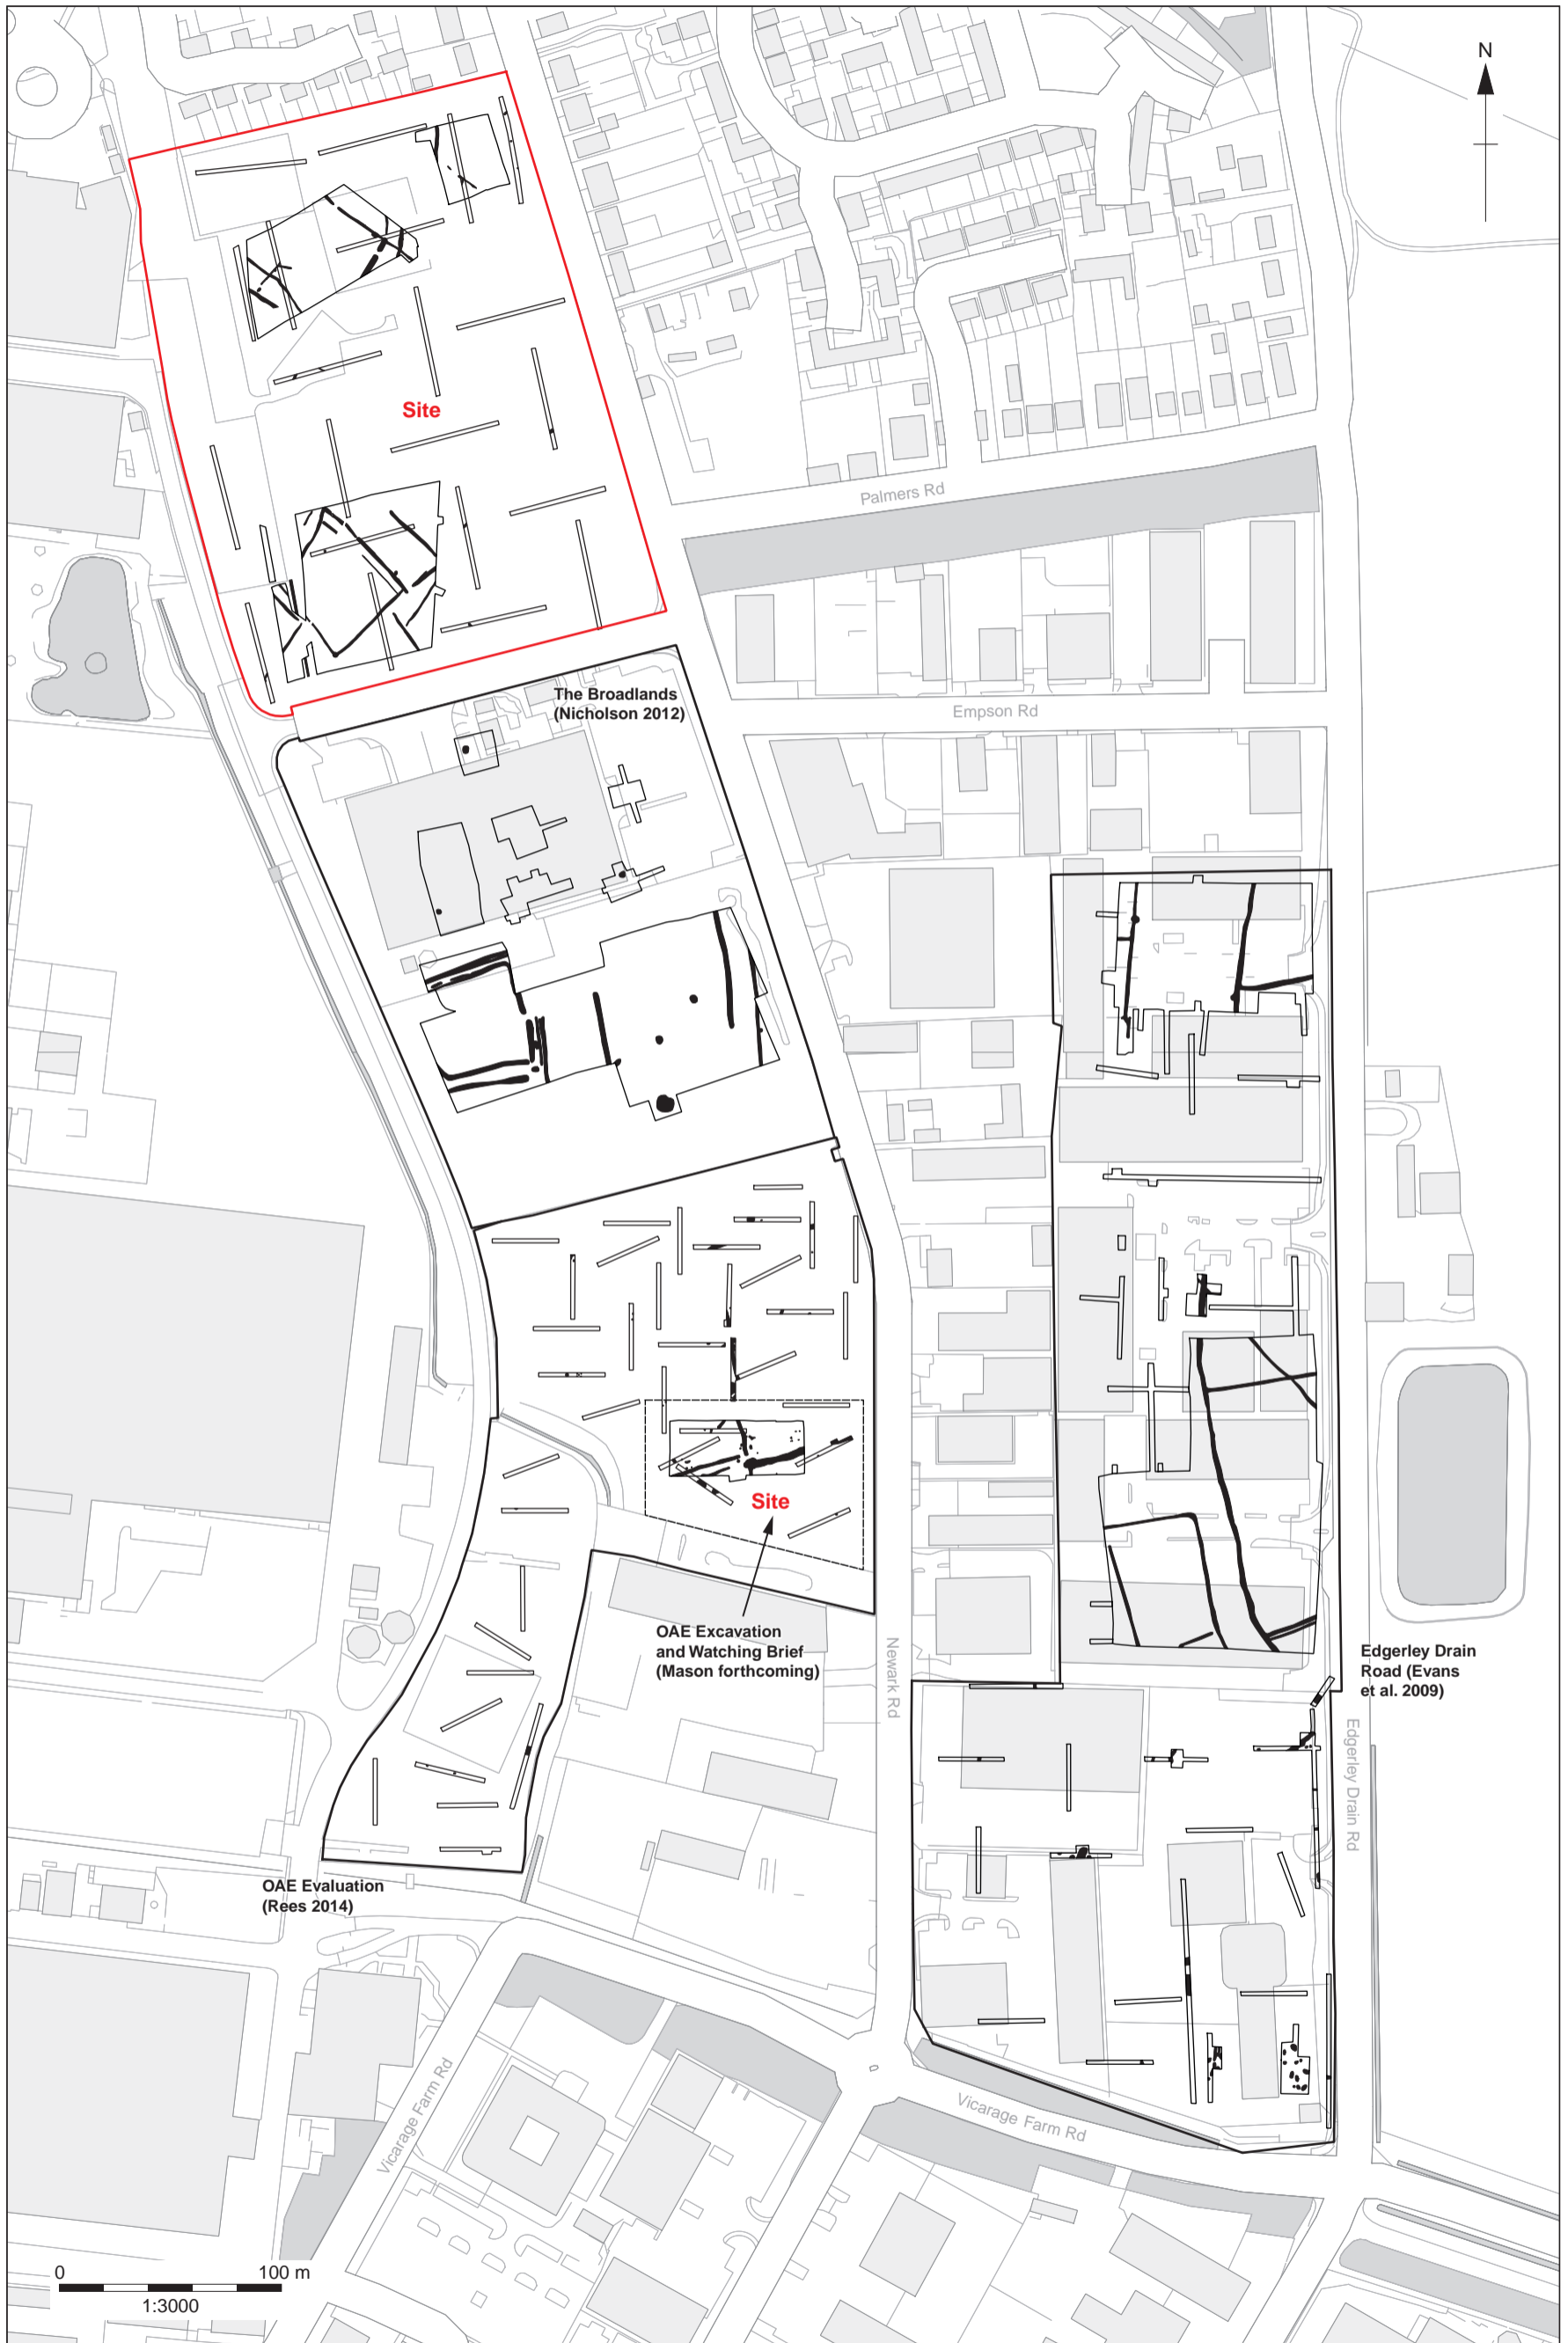 N
Site
Palmers Rd
The Broadlands
(Nicholson 2012)
Empson Rd
Site
OAE Excavation
and Watching Brief
(Mason forthcoming)
Newark Rd
Edgerley Drain
Road (Evans
et al. 2009)
Edgerley Drain Rd
OAE Evaluation
(Rees 2014)
Vicarage Farm Rd
Vicarage Farm Rd
0 100 m
1:3000